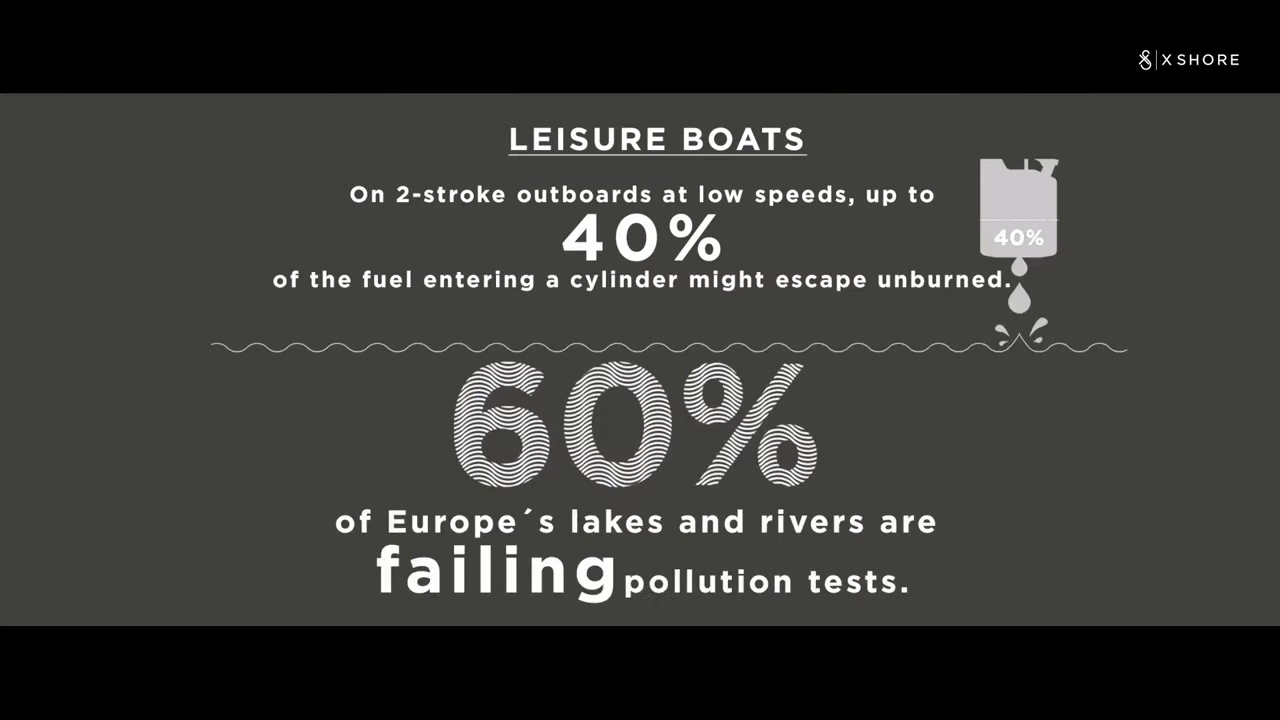 X SHORE
LEISURE BOATS
On 2-stroke outboards at low speeds, up to
40%
40%
of the fuel entering a cylinder might escape unburned.
60%
of Europe´s lakes and rivers are
failing pollution tests.